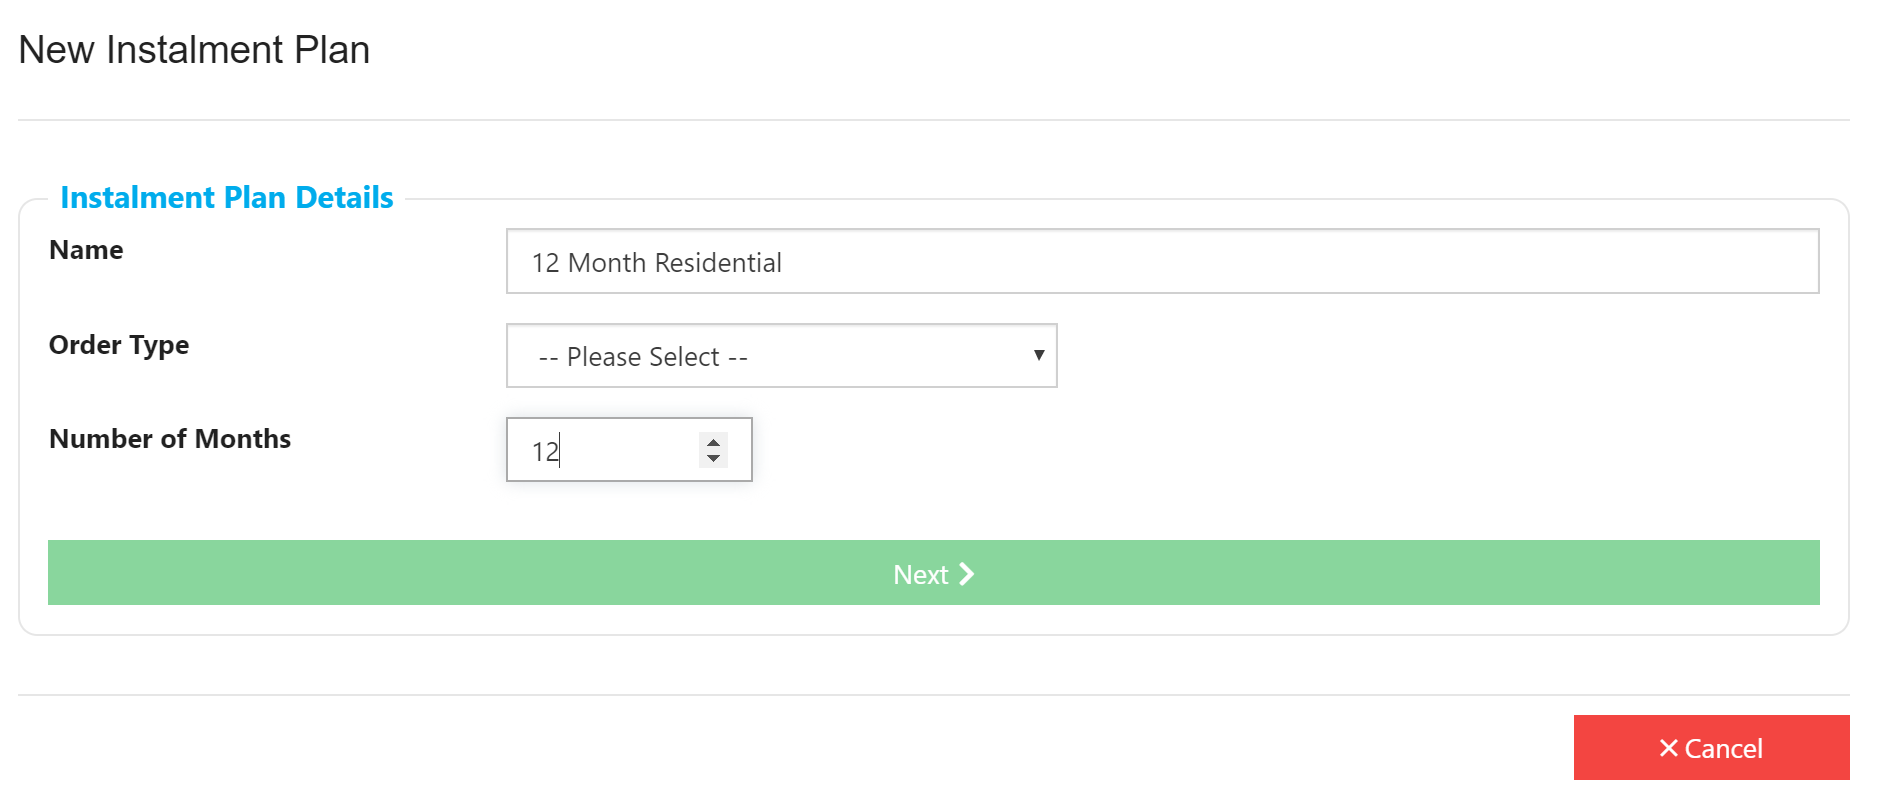 New Instalment Plan
Instalment Plan Details
Name
12 Month Residential
Order Type
-- Please Select --
Number of Months
12
Next
Cancel